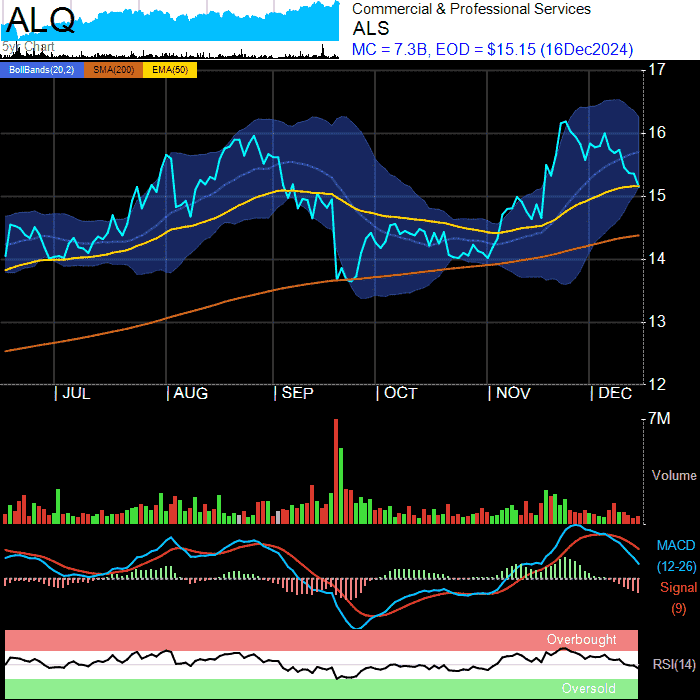 ALQ
5yr Chart
Commercial & Professional Services
ALS
MC = 7.3B, EOD = $15.15 (16Dec2024)
BollBands(20,2) SMA(200) EMA(50)
17
16
15
14
13
12
JUL AUG SEP OCT NOV DEC
7M
Volume
MACD
(12-26)
Signal
(9)
Overbought
RSI(14)
Oversold